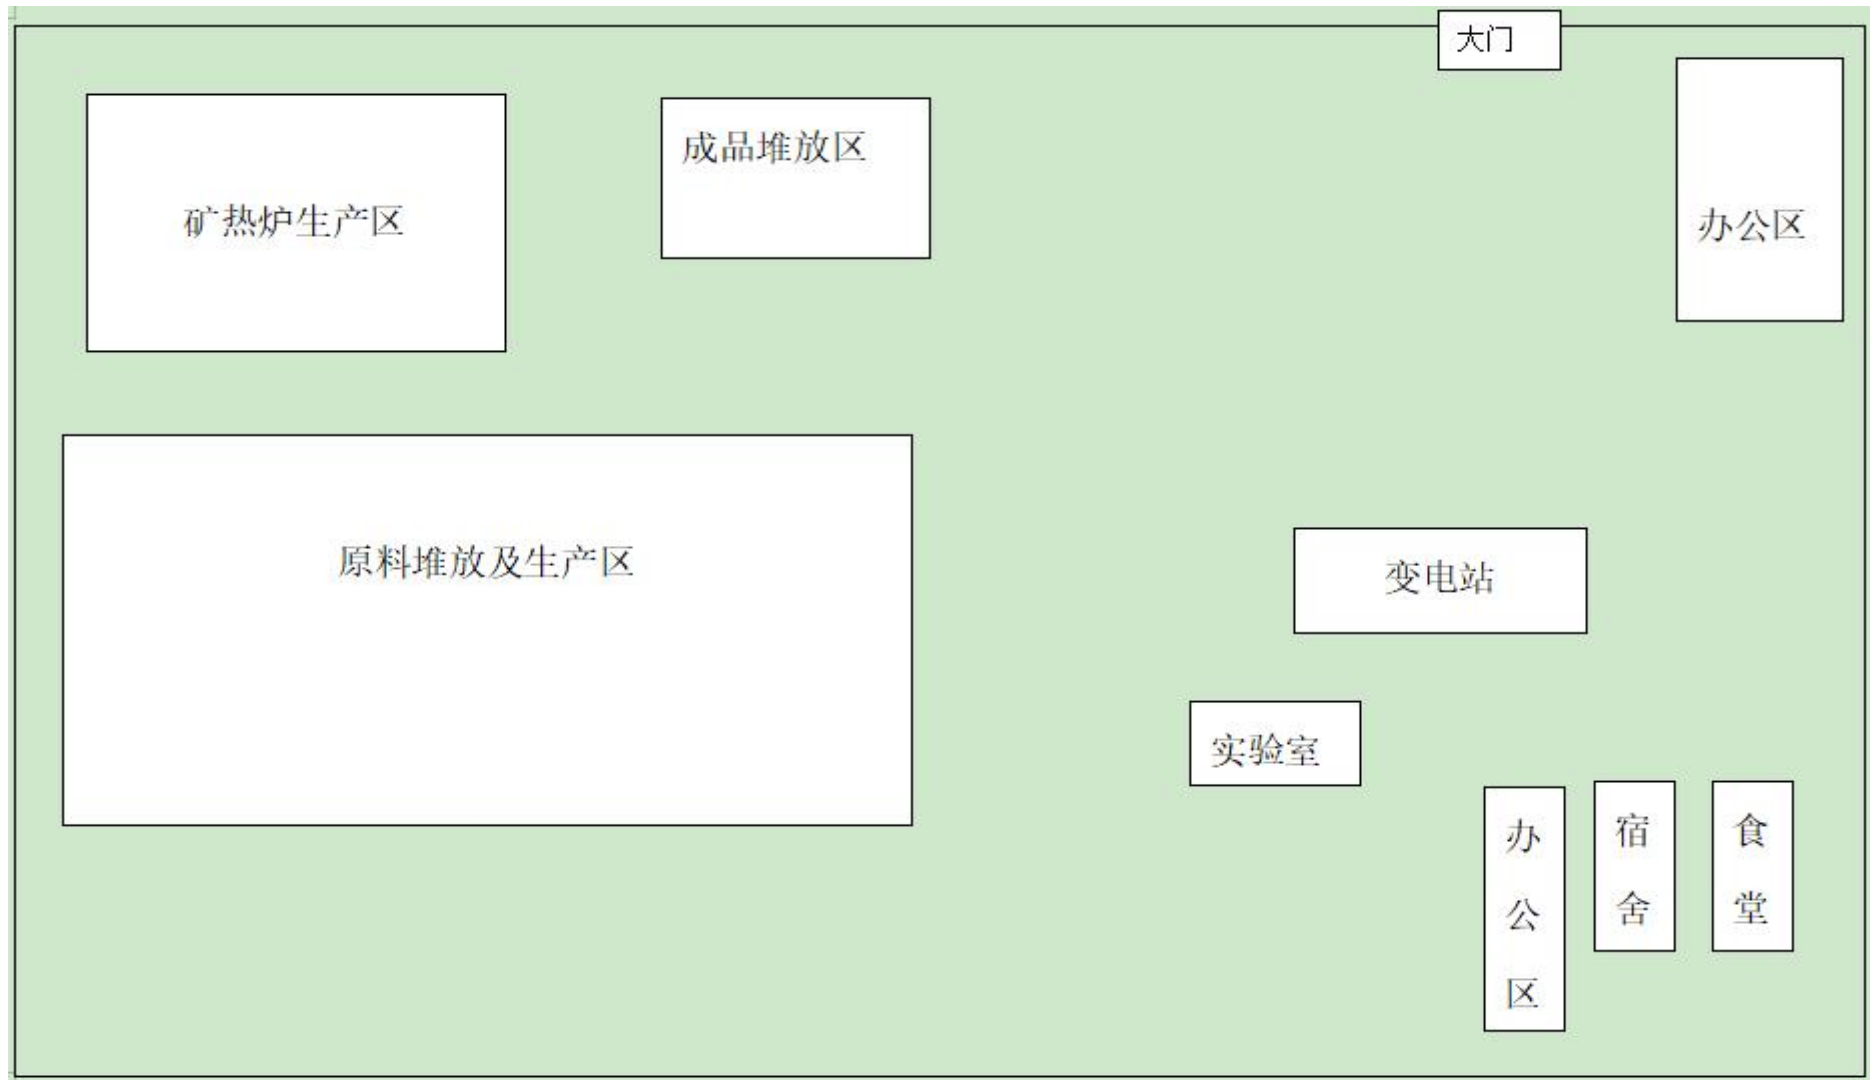 大门
成品堆放区
矿热炉生产区
办公区
原料堆放及生产区
变电站
实验室
办公区
宿舍
食堂